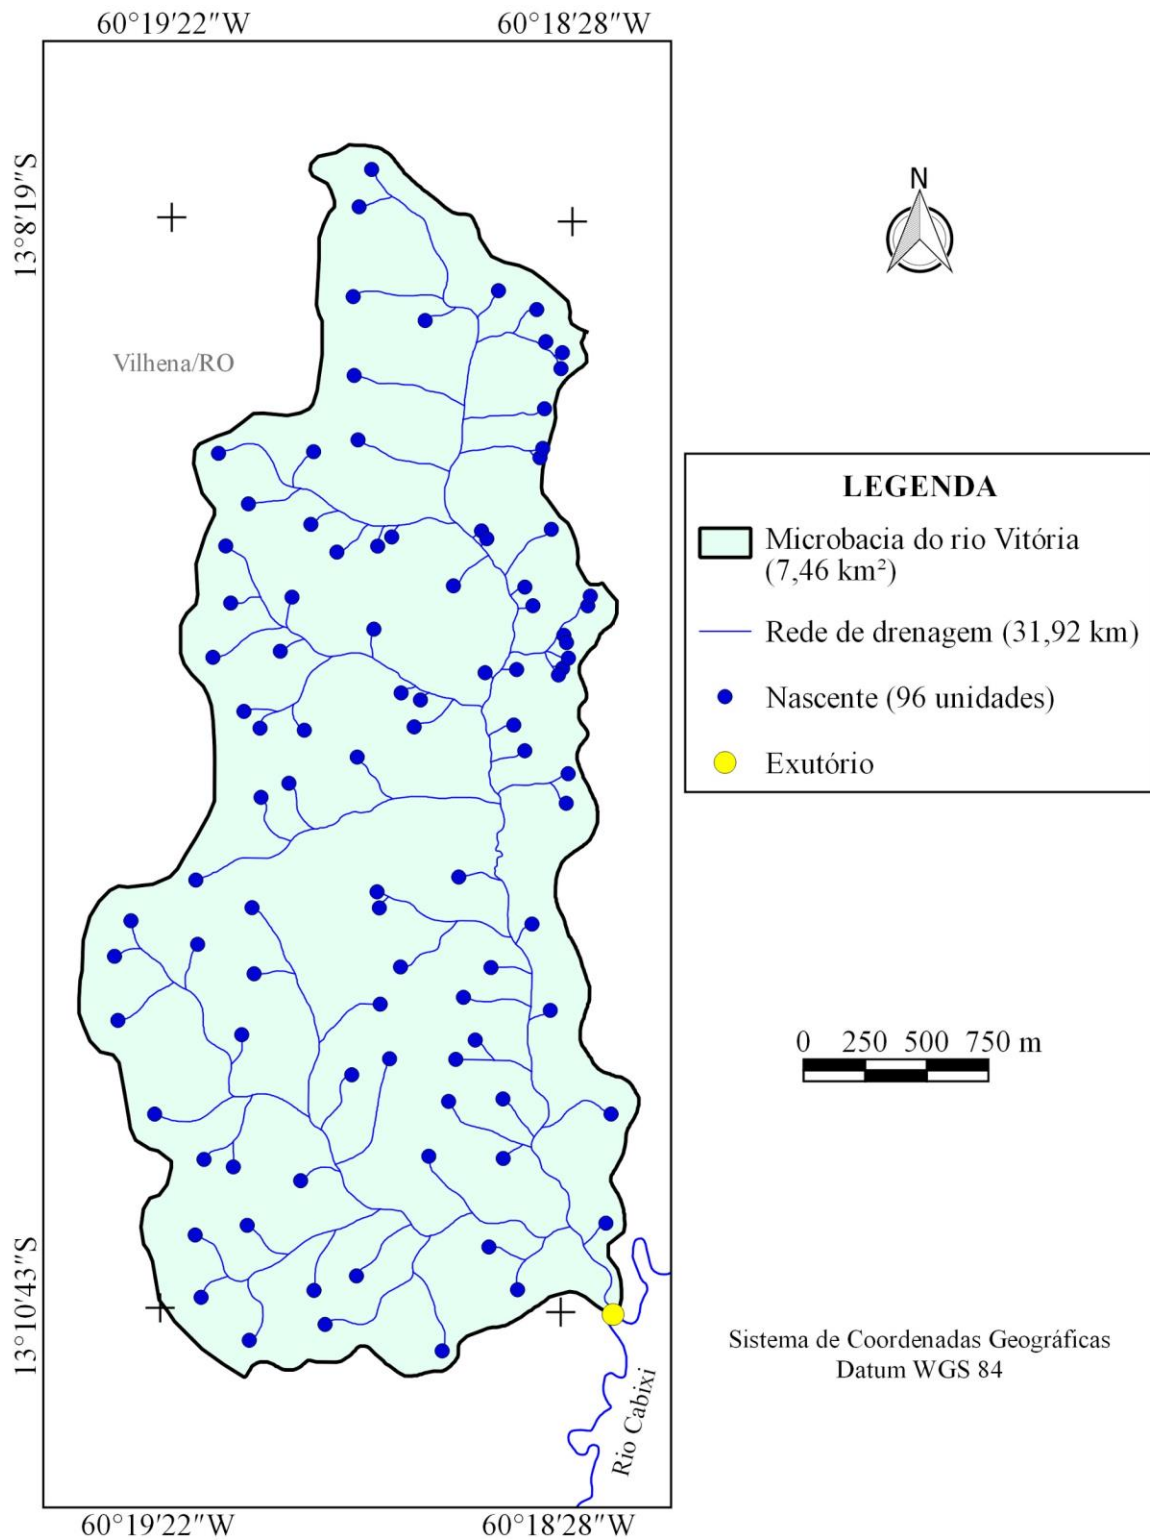 60°19′22″W
60°18′28″W
13°8′19″S
N
Vilhena/RO
LEGENDA
Microbacia do rio Vitória
(7,46 km²)
Rede de drenagem (31,92 km)
Nascente (96 unidades)
Exutório
0 250 500 750 m
13°10′43″S
Sistema de Coordenadas Geográficas
Datum WGS 84
Rio Cabixi
60°19′22″W
60°18′28″W